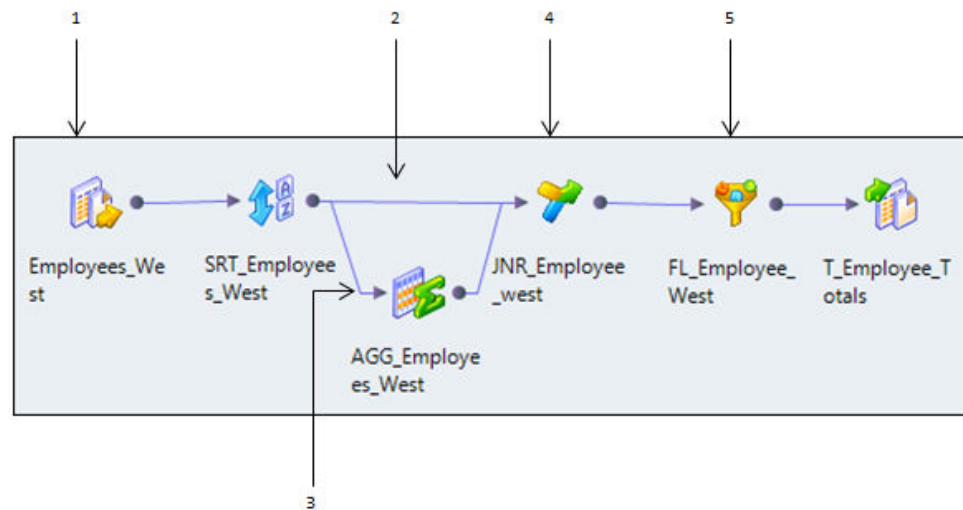 1
2
4
5
A
Z
Employees_We
st
SRT_Employee
s_West
JNR_Employee
_west
FL_Employee_
West
T_Employee_T
otals
AGG_Employe
es_West
3